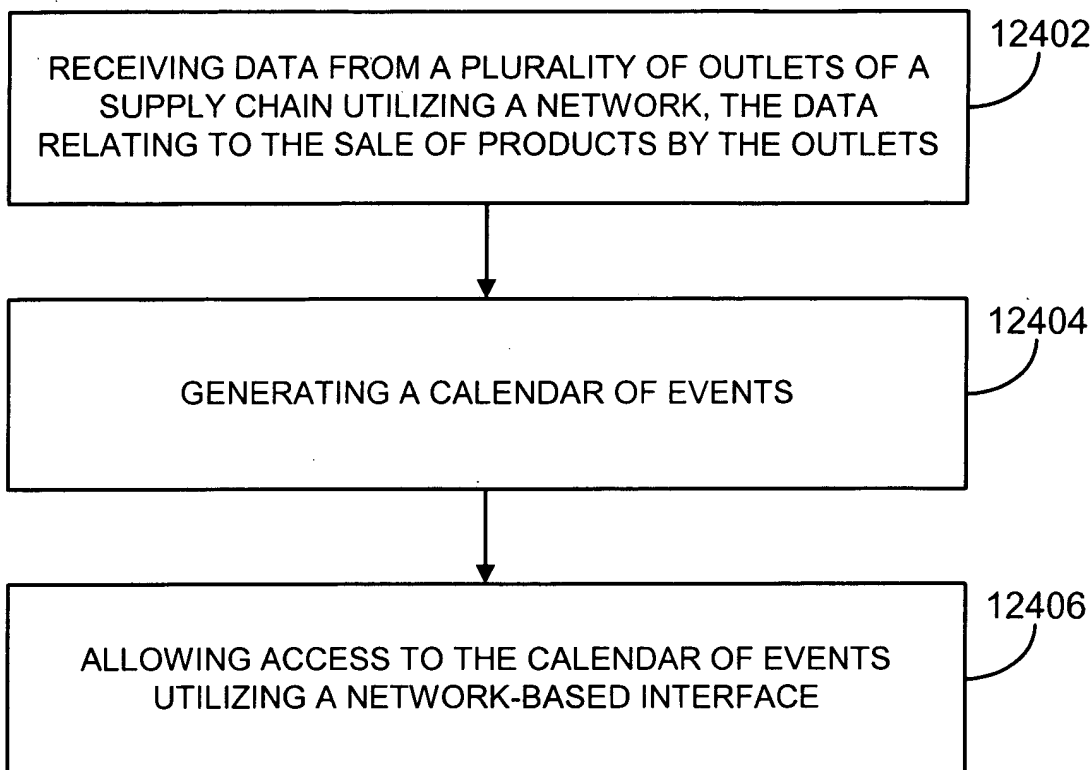 12402
RECEIVING DATA FROM A PLURALITY OF OUTLETS OF A
SUPPLY CHAIN UTILIZING A NETWORK, THE DATA
RELATING TO THE SALE OF PRODUCTS BY THE OUTLETS
12404
GENERATING A CALENDAR OF EVENTS
12406
ALLOWING ACCESS TO THE CALENDAR OF EVENTS
UTILIZING A NETWORK-BASED INTERFACE